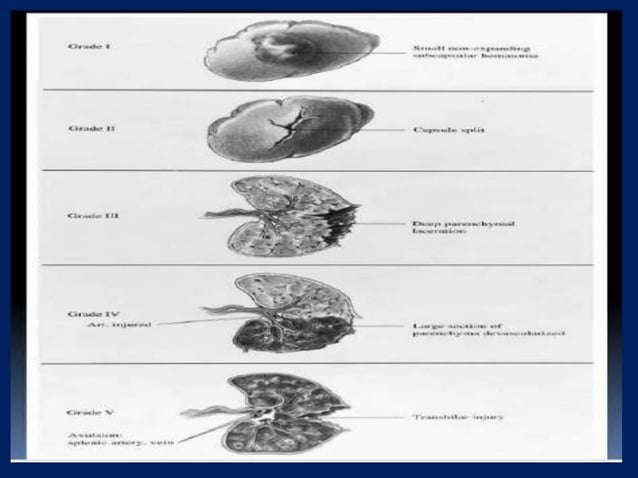 Grade I
Small non-expanding
subcapsular hematoma
Grade II
Capsule split
Grade III
Deep parenchymal
laceration
Grade IV
Art. injured
Large section of
parenchyma devascularized
Grade V
Avulsion:
splenic artery, vein
Transhilar injury